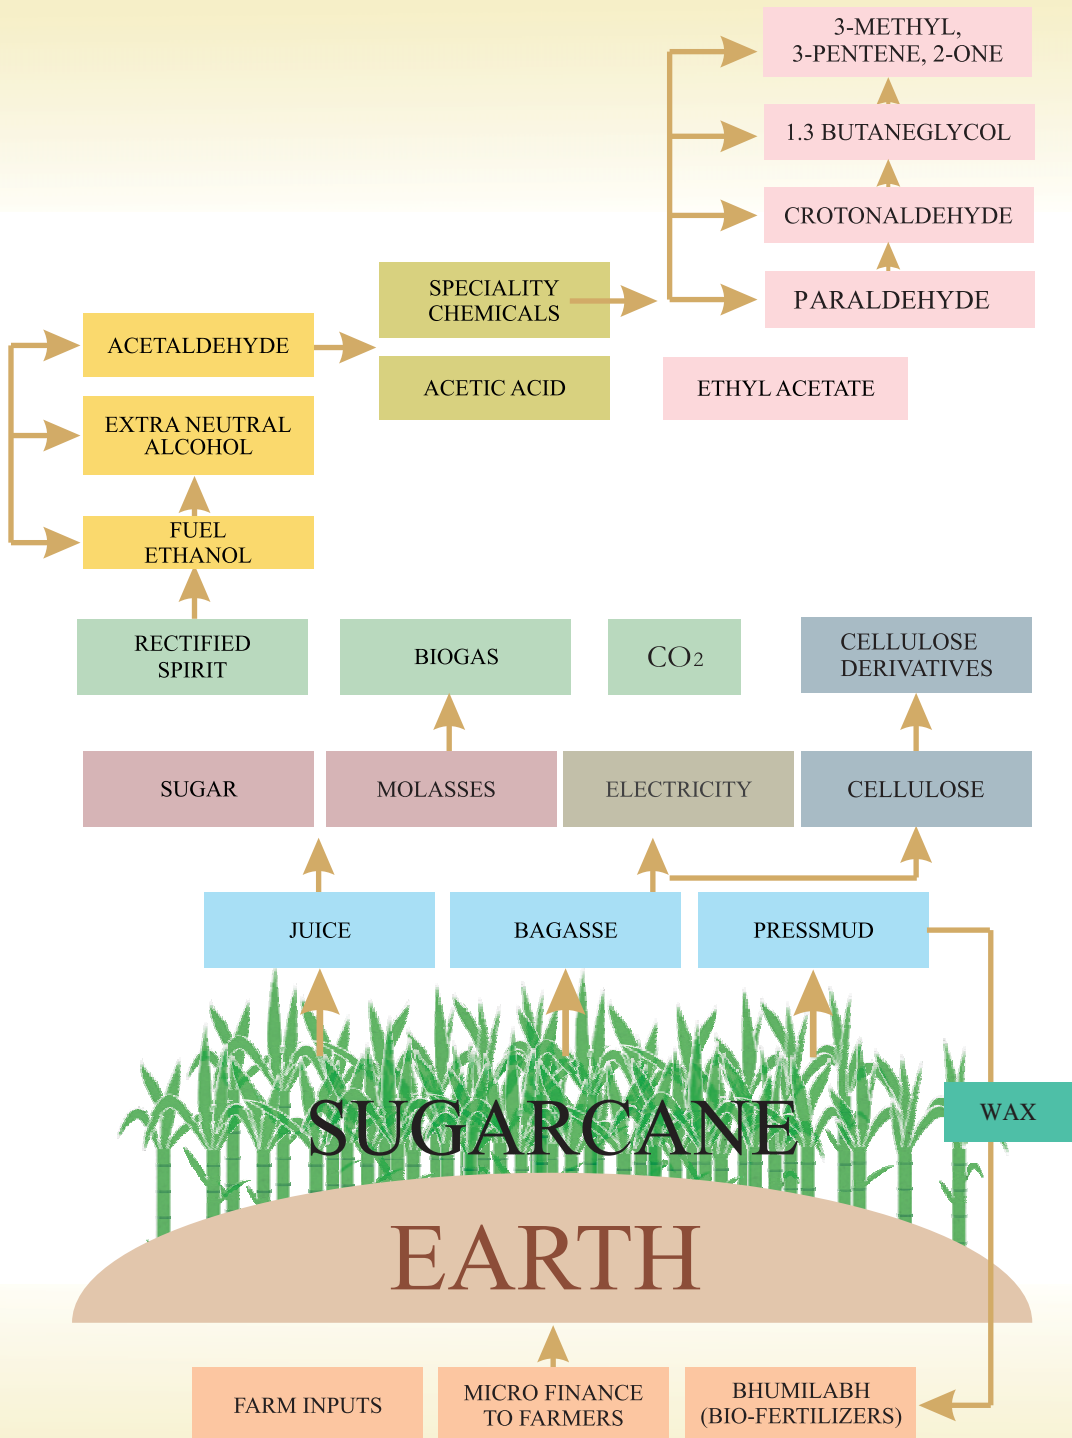 3-METHYL,
3-PENTENE, 2-ONE
1.3 BUTANEGLYCOL
CROTONALDEHYDE
PARALDEHYDE
SPECIALITY
CHEMICALS
ACETALDEHYDE
ACETIC ACID
ETHYL ACETATE
EXTRA NEUTRAL
ALCOHOL
FUEL
ETHANOL
RECTIFIED
SPIRIT
BIOGAS
CO2
CELLULOSE
DERIVATIVES
SUGAR
MOLASSES
ELECTRICITY
CELLULOSE
JUICE
BAGASSE
PRESSMUD
SUGARCANE
WAX
EARTH
FARM INPUTS
MICRO FINANCE
TO FARMERS
BHUMILABH
(BIO-FERTILIZERS)